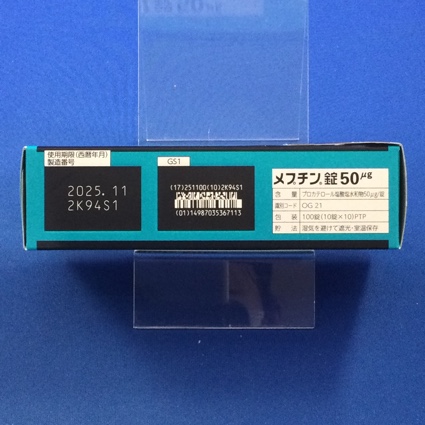 使用期限(西暦年月)
製造番号
2025.11
2K94S1
GS1
(17)251100(10)2K94S1
(01)14987035367113
メプチン錠50μg
含 量 プロカテロール塩酸塩水和物50μg/錠
識別コード OG 21
包 装 100錠(10錠×10)PTP
貯 法 湿気を避けて遮光・室温保存